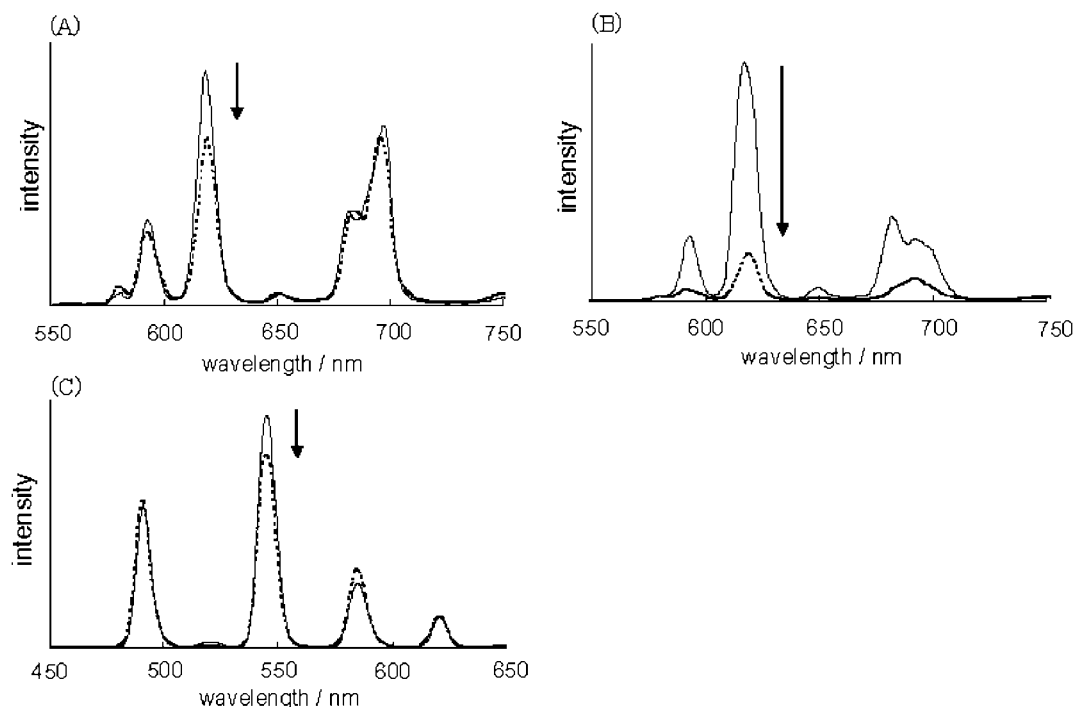 (A)
intensity
550 600 650 700 750
wavelength / nm
(B)
intensity
550 600 650 700 750
wavelength / nm
(C)
intensity
450 500 550 600 650
wavelength / nm